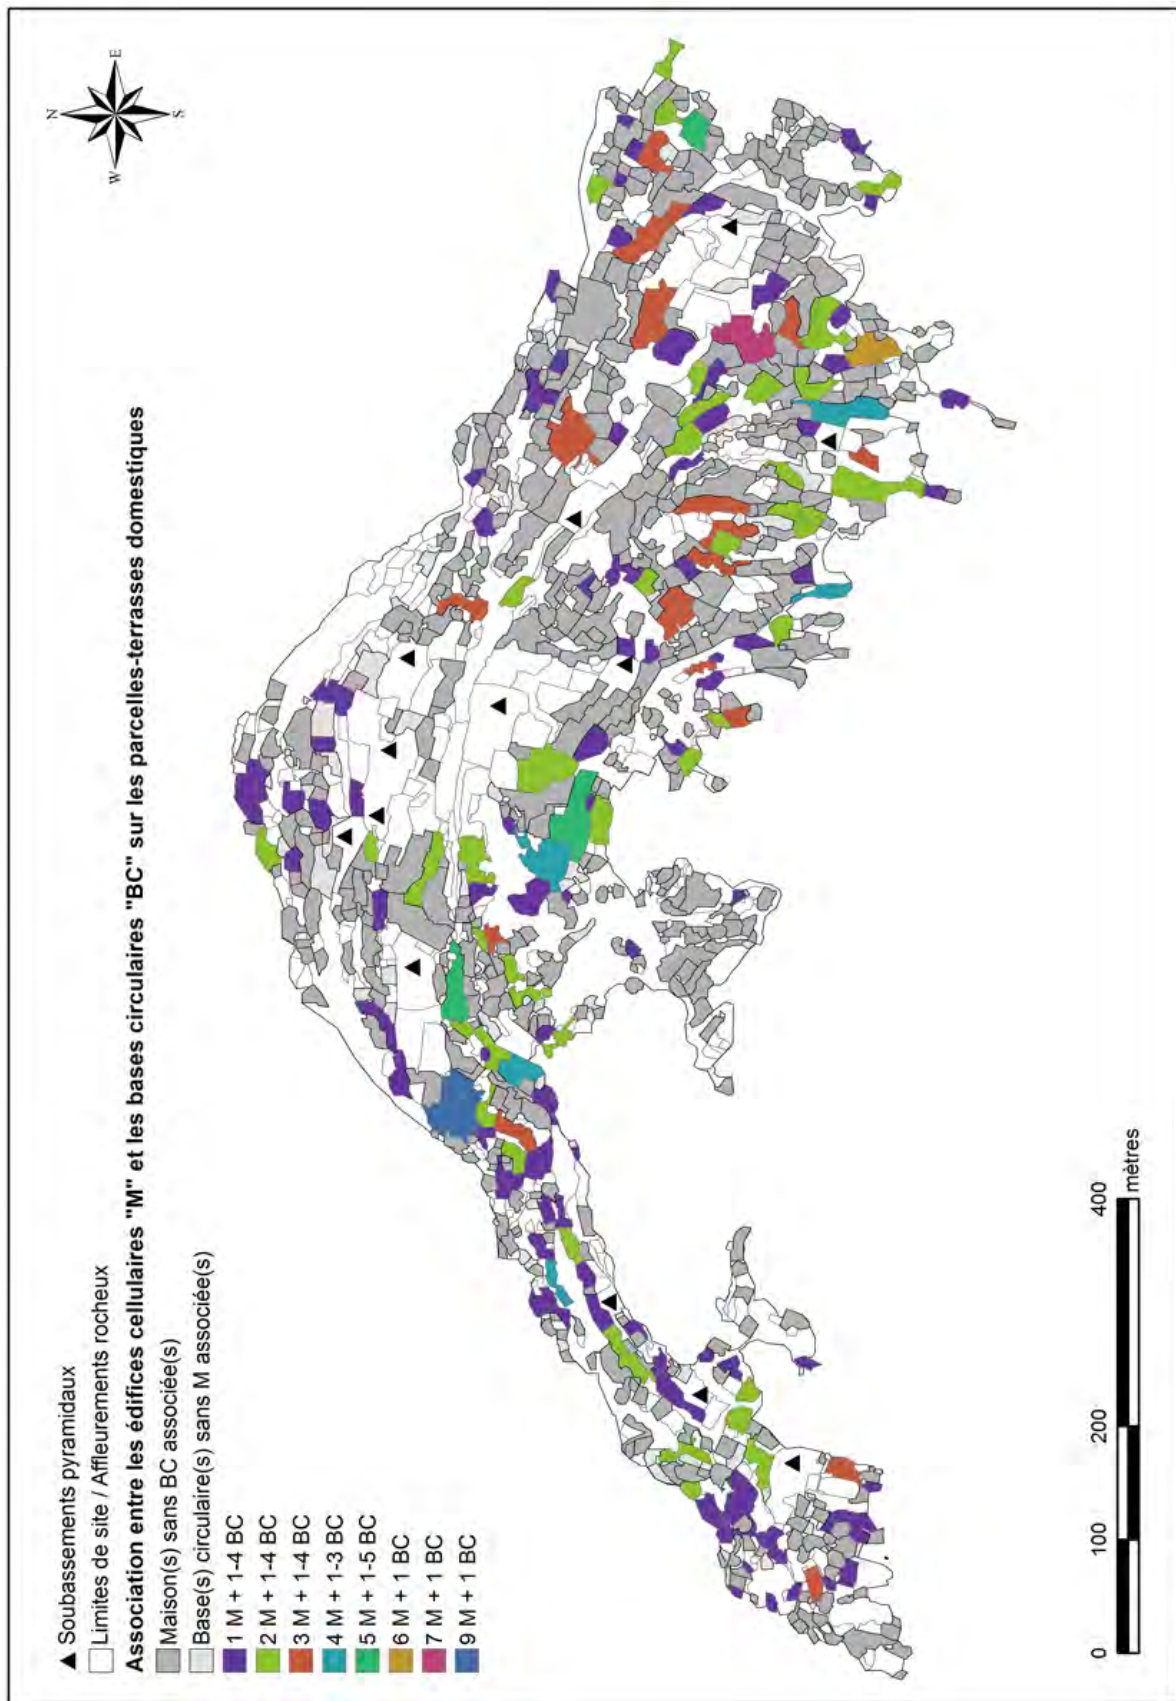 N
W
E
S
▲ Soubassements pyramidaux
Limites de site / Affleurements rocheux
Association entre les édifices cellulaires "M" et les bases circulaires "BC" sur les parcelles-terrasses domestiques
Maison(s) sans BC associée(s)
Base(s) circulaire(s) sans M associée(s)
1 M + 1-4 BC
2 M + 1-4 BC
3 M + 1-4 BC
4 M + 1-3 BC
5 M + 1-5 BC
6 M + 1 BC
7 M + 1 BC
9 M + 1 BC
0 100 200 400
mètres